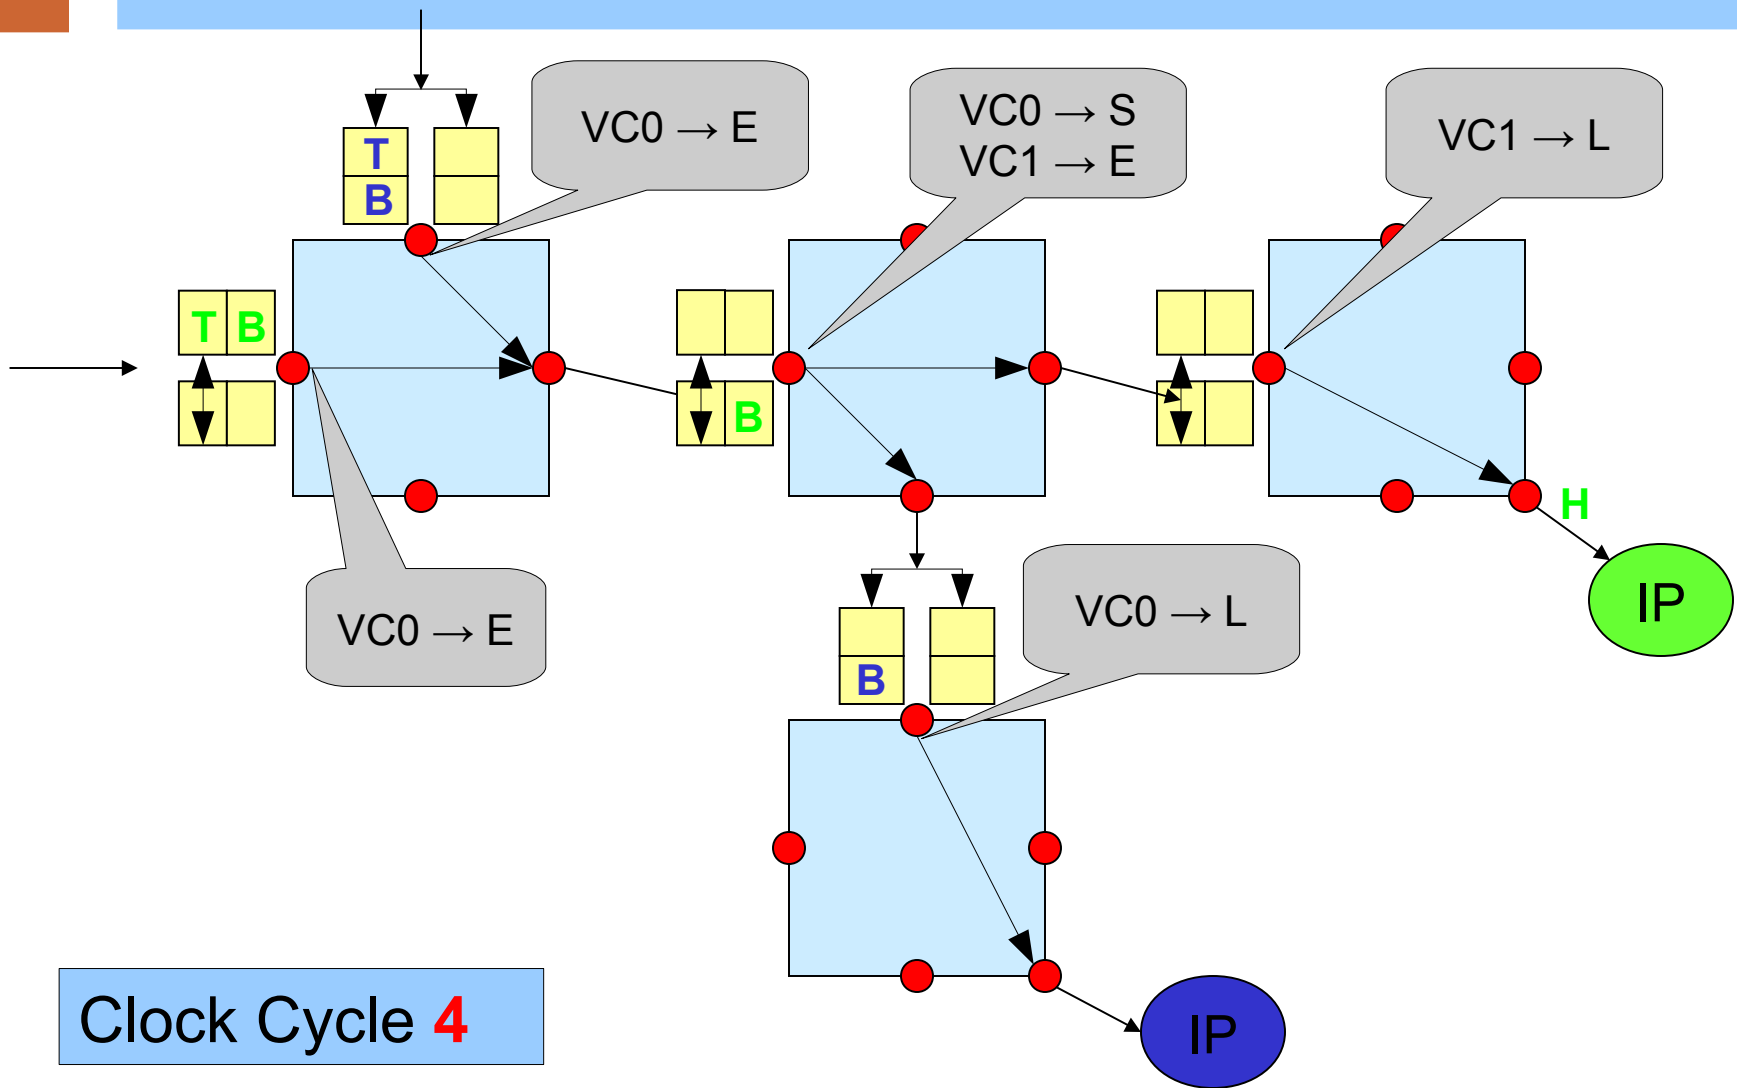 VC0 → E
VC0 → S
VC1 → E
VC1 → L
T
B
T B
B
H
VC0 → E
VC0 → L
IP
B
Clock Cycle 4
IP